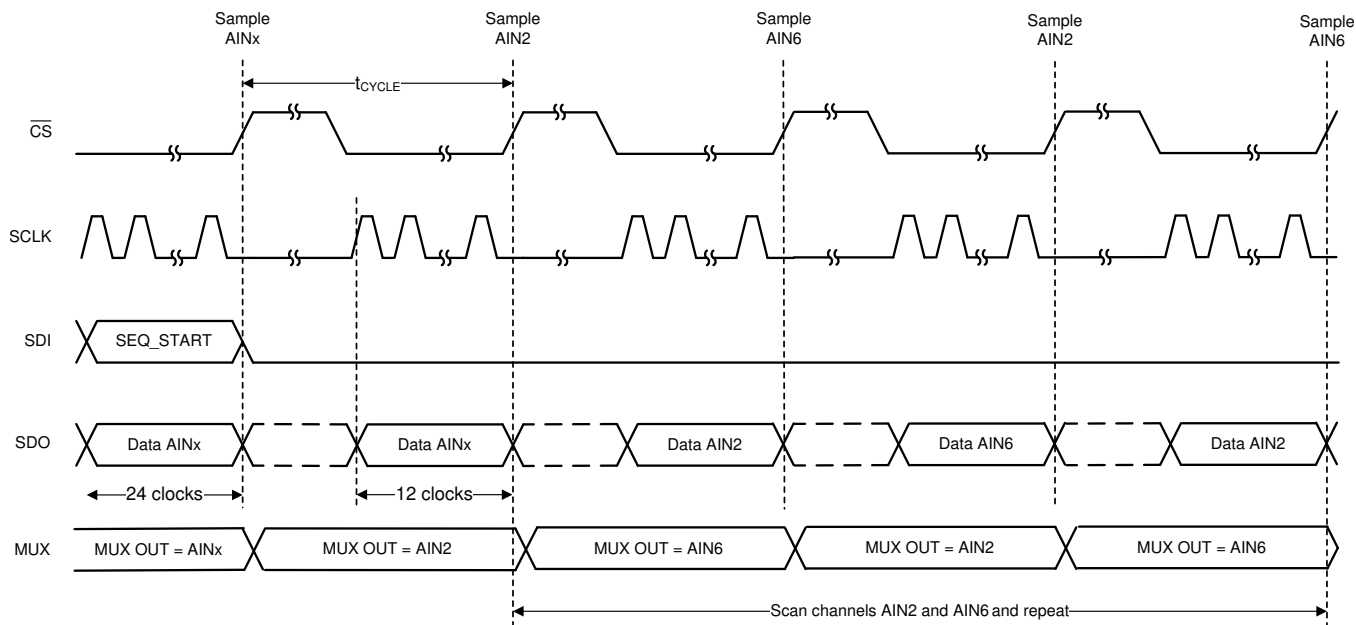 Sample
AINx
Sample
AIN2
Sample
AIN6
Sample
AIN2
Sample
AIN6
tCYCLE
CS
SCLK
SDI
SEQ_START
SDO
Data AINx
Data AINx
Data AIN2
Data AIN6
Data AIN2
24 clocks
12 clocks
MUX
MUX OUT = AINx
MUX OUT = AIN2
MUX OUT = AIN6
MUX OUT = AIN2
MUX OUT = AIN6
Scan channels AIN2 and AIN6 and repeat